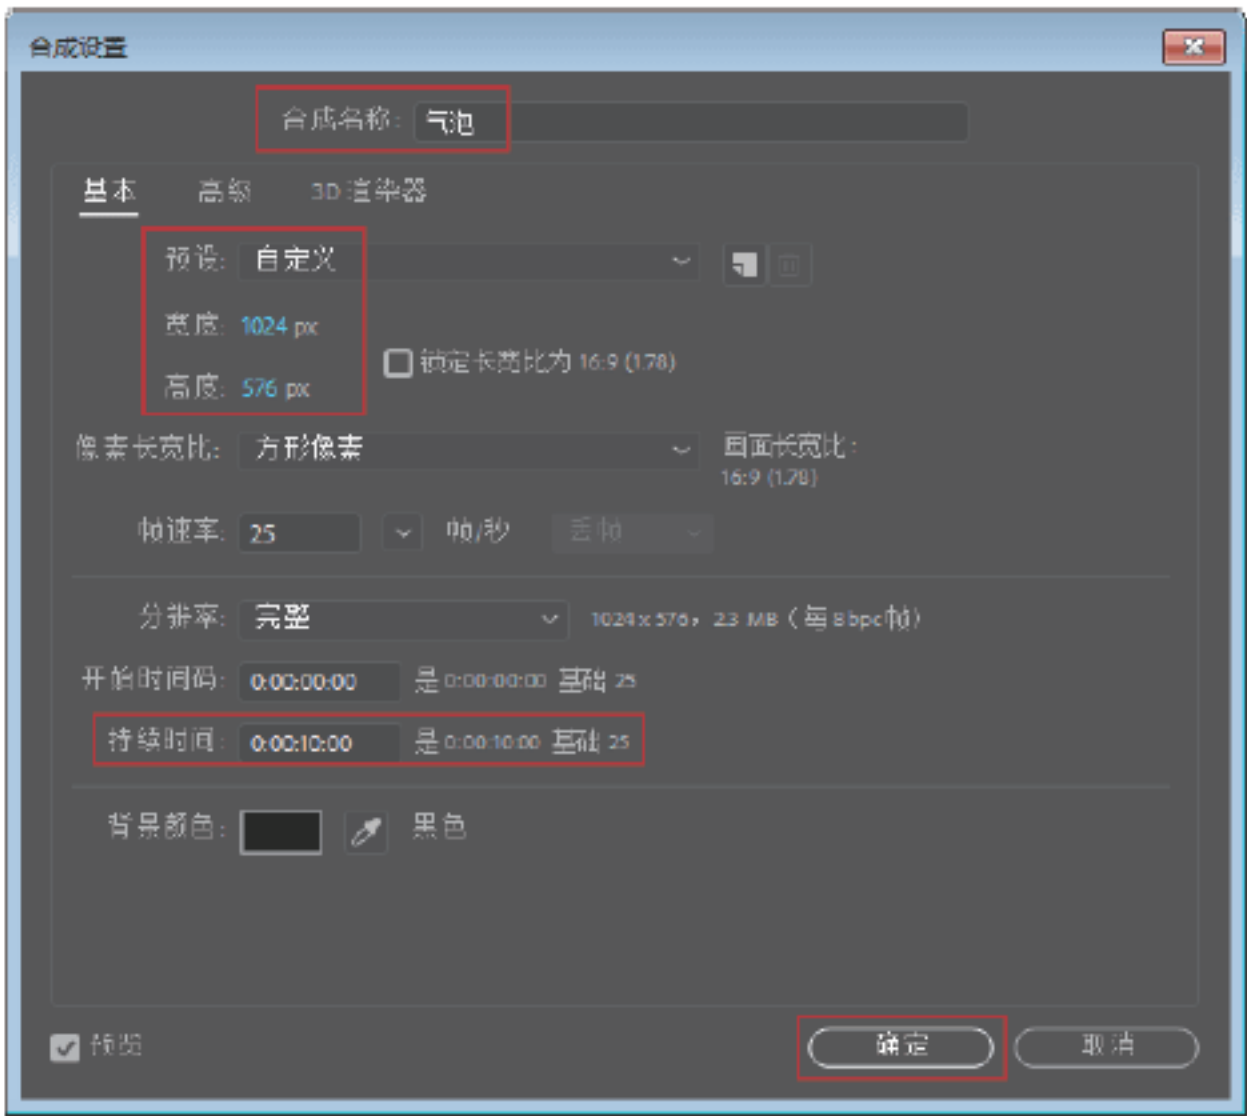 合成设置
合成名称: 气泡
基本 高级 3D 渲染器
预设: 自定义
宽度: 1024 px
锁定长宽比为 16:9 (1.78)
高度: 576 px
像素长宽比: 方形像素 画面长宽比:
16:9 (1.78)
帧速率: 25 帧/秒 丢帧
分辨率: 完整 1024 x 576，2.3 MB（每 8bpc 帧）
开始时间码: 0:00:00:00 是 0:00:00:00 基础 25
持续时间: 0:00:10:00 是 0:00:10:00 基础 25
背景颜色: 黑色
预览 确定 取消